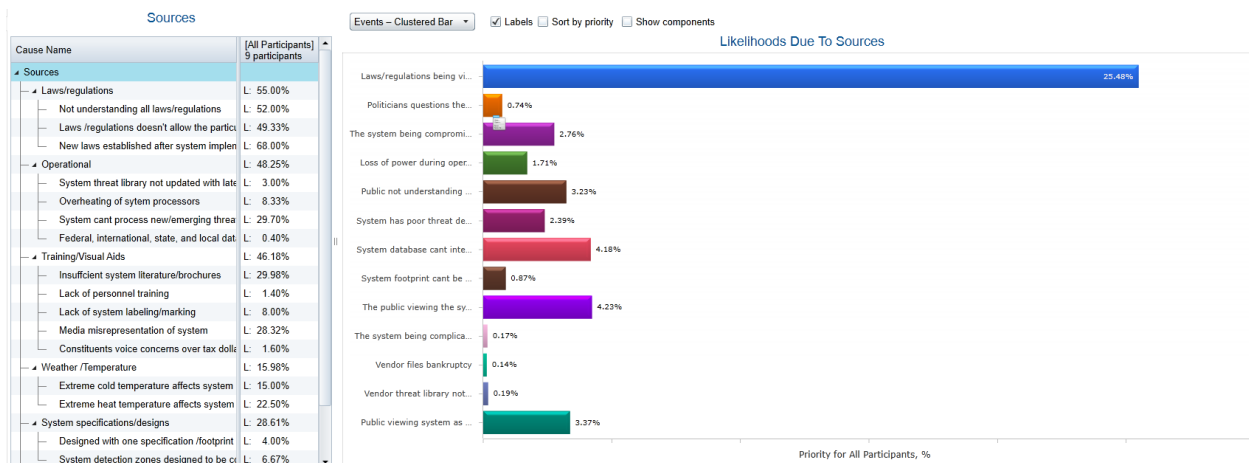 Sources
Cause Name
[All Participants]
9 participants
Sources
Laws/regulations L: 55.00%
Not understanding all laws/regulations L: 52.00%
Laws /regulations doesn't allow the particu L: 49.33%
New laws established after system implen L: 68.00%
Operational L: 48.25%
System threat library not updated with late L: 3.00%
Overheating of sytem processors L: 8.33%
System cant process new/emerging threa L: 29.70%
Federal, international, state, and local dat L: 0.40%
Training/Visual Aids L: 46.18%
Insuffcient system literature/brochures L: 29.98%
Lack of personnel training L: 1.40%
Lack of system labeling/marking L: 8.00%
Media misrepresentation of system L: 28.32%
Constituents voice concerns over tax dolla L: 1.60%
Weather /Temperature L: 15.98%
Extreme cold temperature affects system L: 15.00%
Extreme heat temperature affects system L: 22.50%
System specifications/designs L: 28.61%
Designed with one specification /footprint L: 4.00%
System detection zones designed to be co L: 6.67%
Events – Clustered Bar Labels Sort by priority Show components
Likelihoods Due To Sources
Laws/regulations being vi... 25.48%
Politicians questions the... 0.74%
The system being compromi... 2.76%
Loss of power during oper... 1.71%
Public not understanding ... 3.23%
System has poor threat de... 2.39%
System database cant inte... 4.18%
System footprint cant be ... 0.87%
The public viewing the sy... 4.23%
The system being complica... 0.17%
Vendor files bankruptcy 0.14%
Vendor threat library not... 0.19%
Public viewing system as ... 3.37%
Priority for All Participants, %